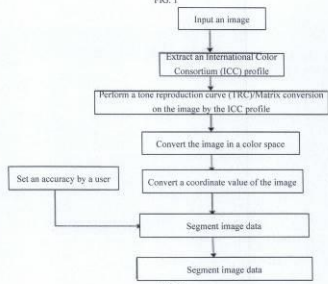 FIG. 1
Input an image
Extract an International Color
Consortium (ICC) profile
Perform a tone reproduction curve (TRC)/Matrix conversion
on the image by the ICC profile
Convert the image in a color space
Set an accuracy by a user
Convert a coordinate value of the image
Segment image data
Segment image data